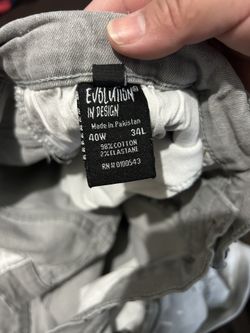 EVOLUTION®
IN DESIGN
Made in Pakistan
40W 34L
98% COTTON
2% ELASTANE
RN# 0100543